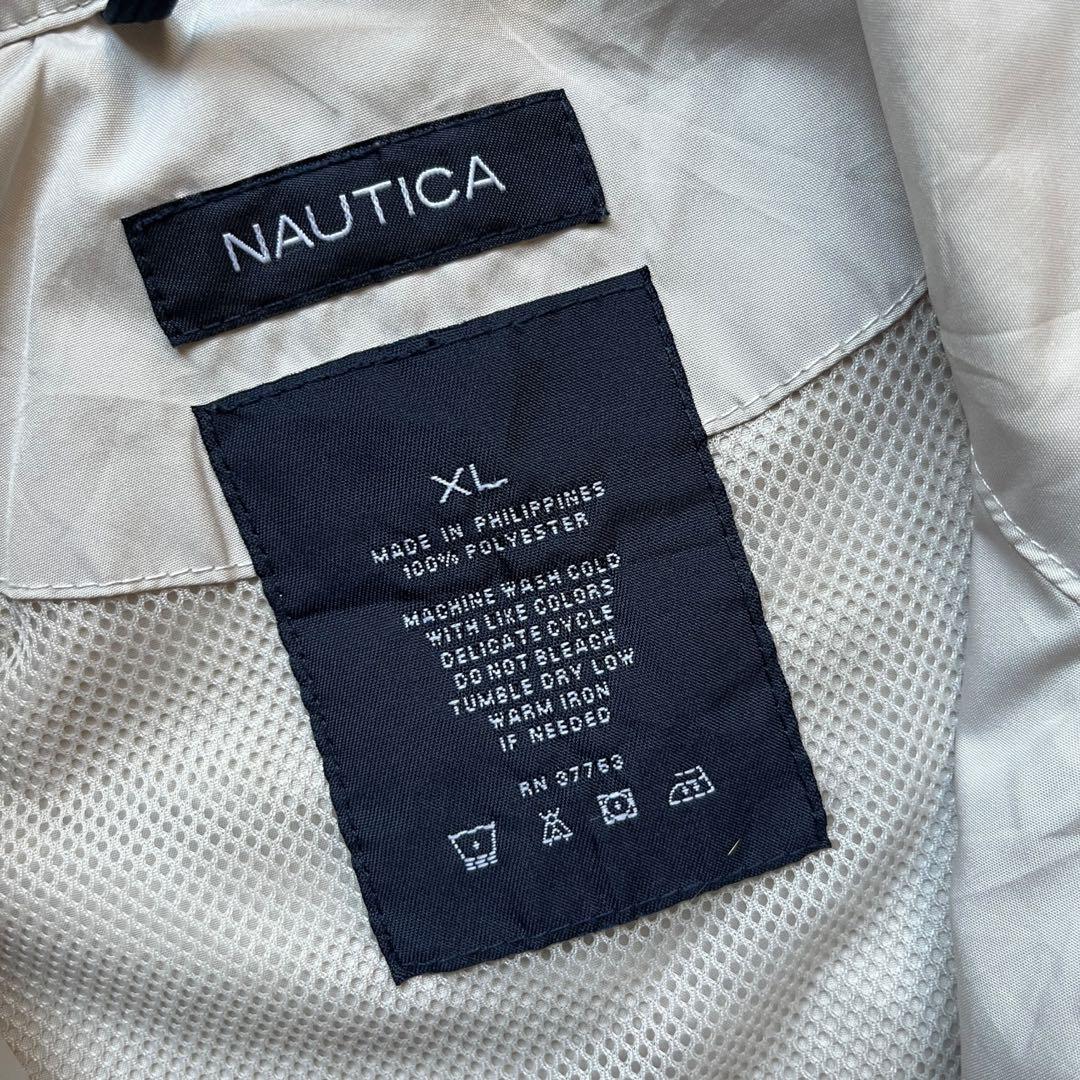 NAUTICA
XL
MADE IN PHILIPPINES
100% POLYESTER
MACHINE WASH COLD
WITH LIKE COLORS
DELICATE CYCLE
DO NOT BLEACH
TUMBLE DRY LOW
WARM IRON
IF NEEDED
RN 37763